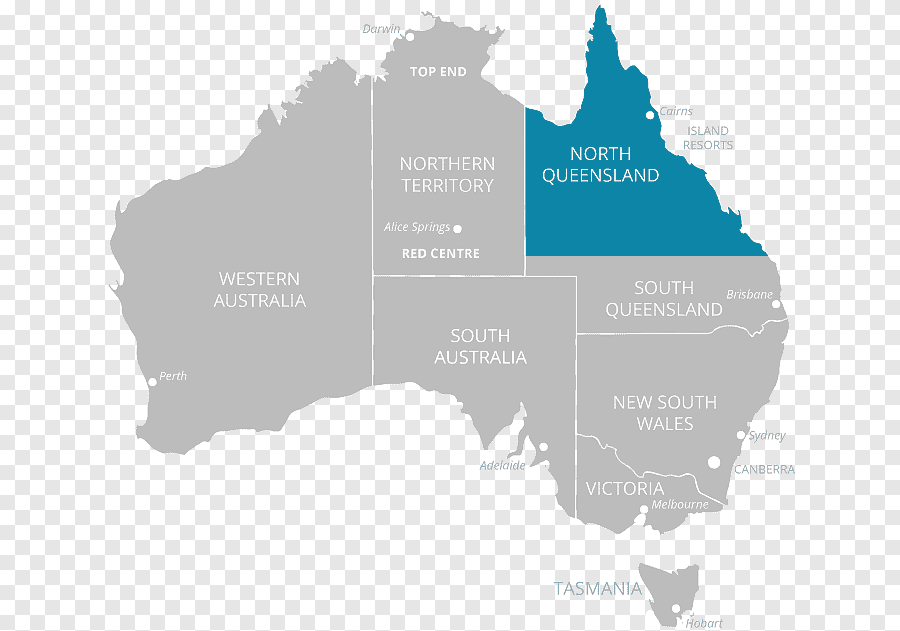 Darwin
TOP END
Cairns
ISLAND
RESORTS
NORTH
QUEENSLAND
NORTHERN
TERRITORY
Alice Springs
RED CENTRE
WESTERN
AUSTRALIA
SOUTH
QUEENSLAND
Brisbane
SOUTH
AUSTRALIA
Perth
NEW SOUTH
WALES
Sydney
Adelaide
CANBERRA
VICTORIA
Melbourne
TASMANIA
Hobart